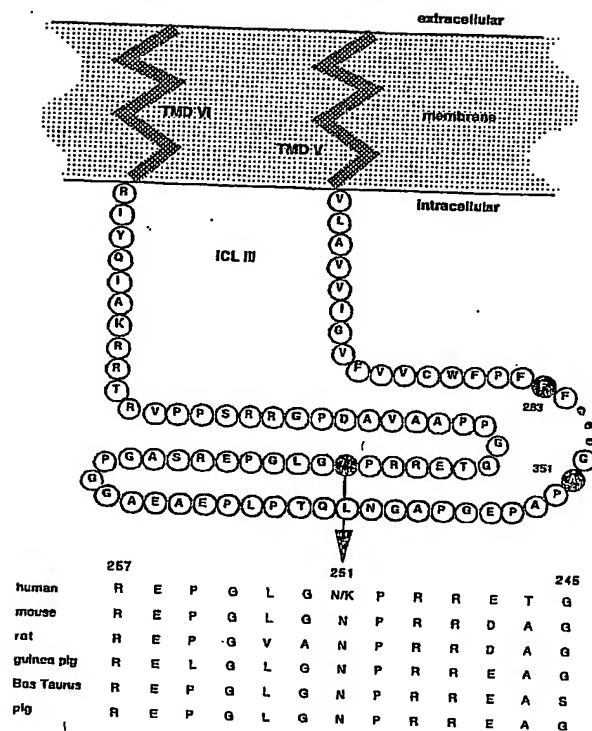 extracellular
TMD VI
membrane
TMD V
intracellular
ICL III
R I Y Q I A K R R T
V L A V V I G V
F V V C W F P F F
283
R V P P S R R G P D A V A A P P G
351
P G A S R E P G L G P R R E T G
G G A E A E P L P T Q L N G A P G E P A P G
257 251 245
human R E P G L G N/K P R R E T G
mouse R E P G L G N P R R D A G
rat R E P G V A N P R R D A G
guinea pig R E L G L G N P R R E A G
Bos Taurus R E P G L G N P R R E A S
pig R E P G L G N P R R E A G